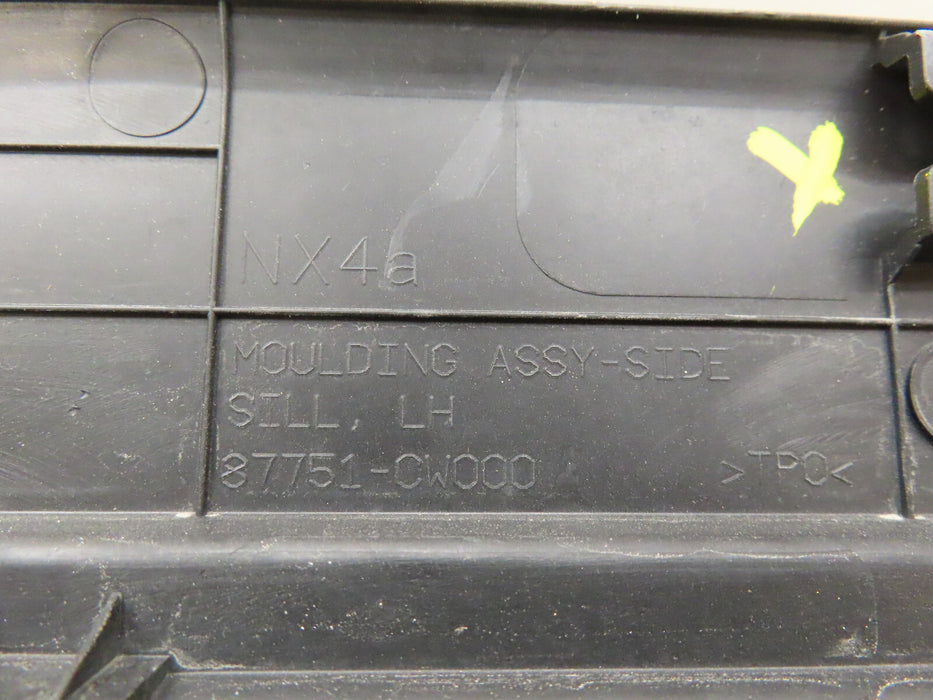 NX4a
MOULDING ASSY-SIDE
SILL, LH
87751-CW000 >TPO<